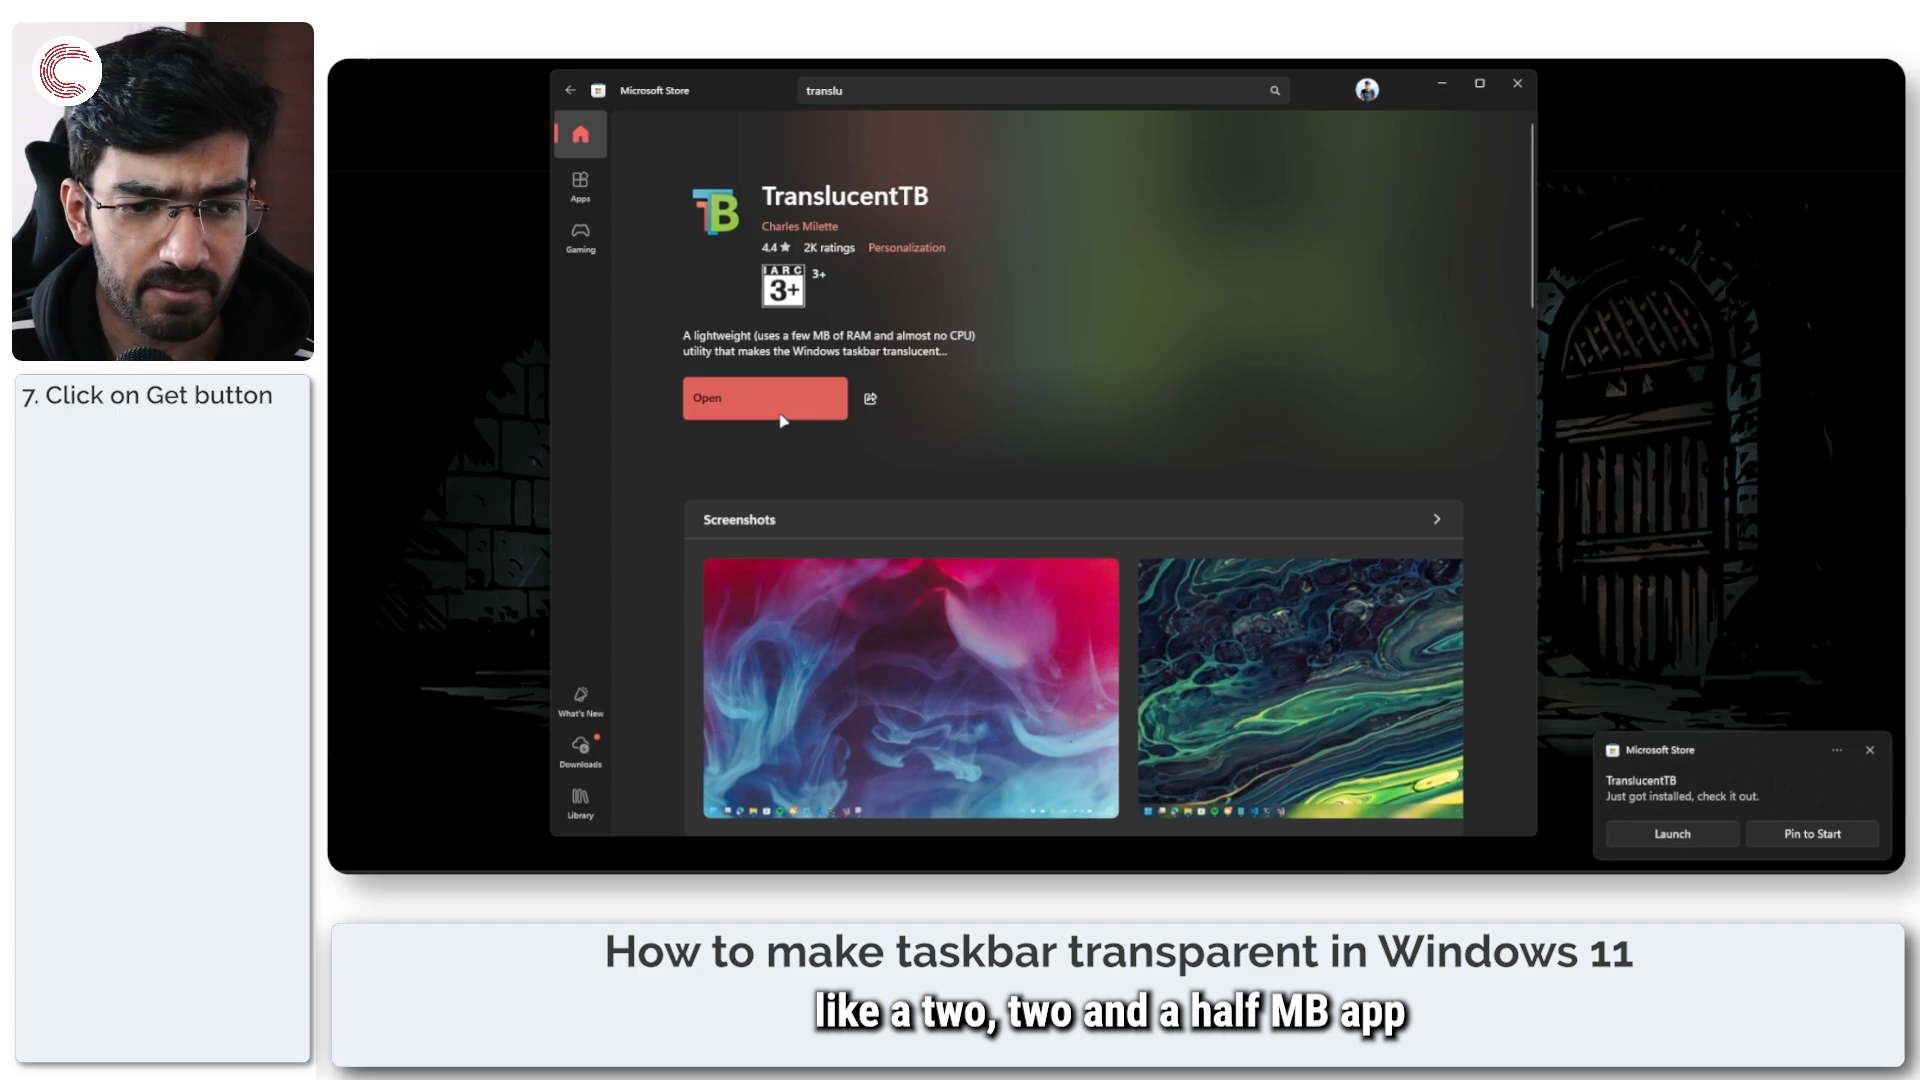 7. Click on Get button
Microsoft Store
translu
Apps
Gaming
TB
TranslucentTB
Charles Milette
4.4★ 2K ratings Personalization
IARC
3+
3+
A lightweight (uses a few MB of RAM and almost no CPU)
utility that makes the Windows taskbar translucent...
Open
Screenshots
What's New
Downloads
Library
Microsoft Store
TranslucentTB
Just got installed, check it out.
Launch
Pin to Start
How to make taskbar transparent in Windows 11
like a two, two and a half MB app